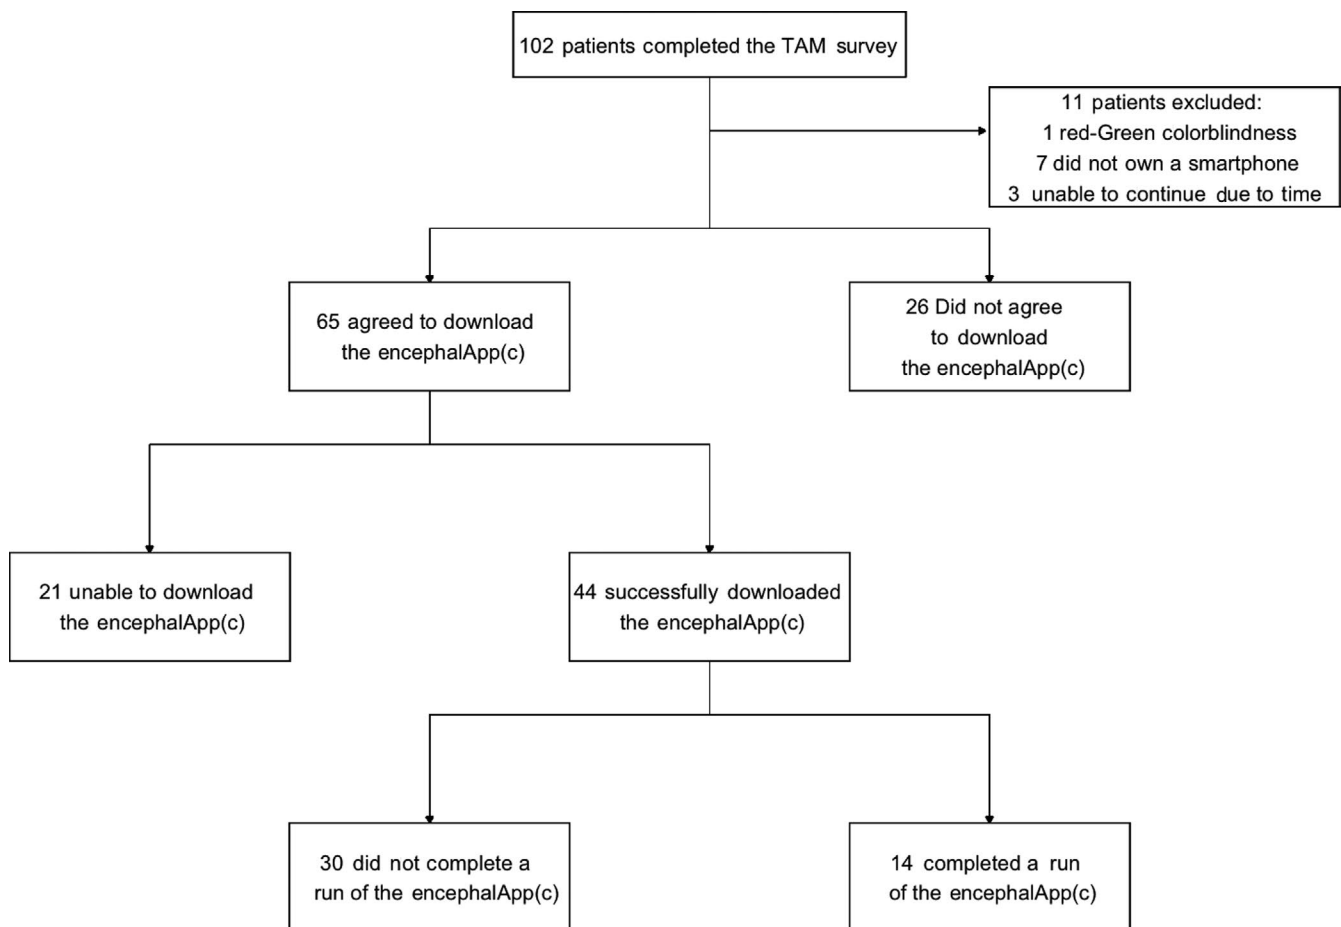 102 patients completed the TAM survey
11 patients excluded:
1 red-Green colorblindness
7 did not own a smartphone
3 unable to continue due to time
65 agreed to download
the encephalApp(c)
26 Did not agree
to download
the encephalApp(c)
21 unable to download
the encephalApp(c)
44 successfully downloaded
the encephalApp(c)
30 did not complete a
run of the encephalApp(c)
14 completed a run
of the encephalApp(c)